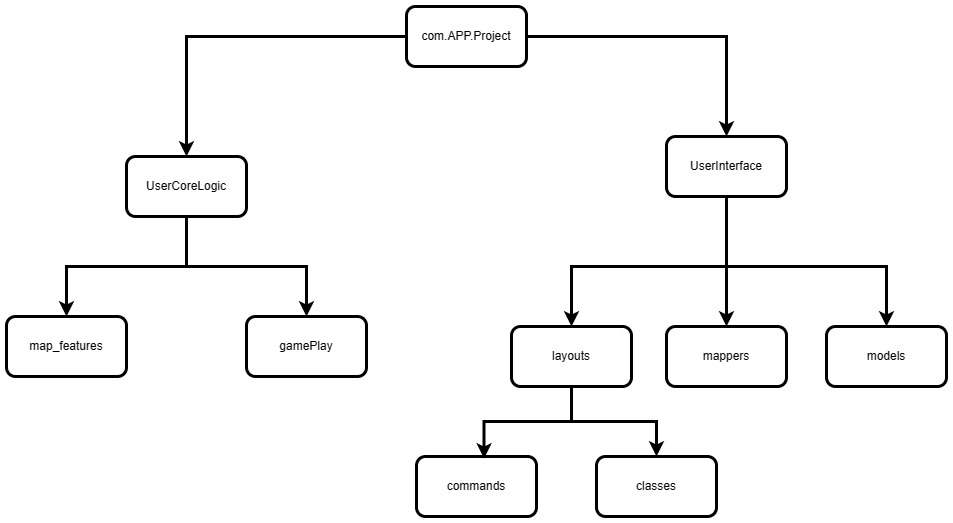 com.APP.Project
UserCoreLogic
UserInterface
map_features
gamePlay
layouts
mappers
models
commands
classes